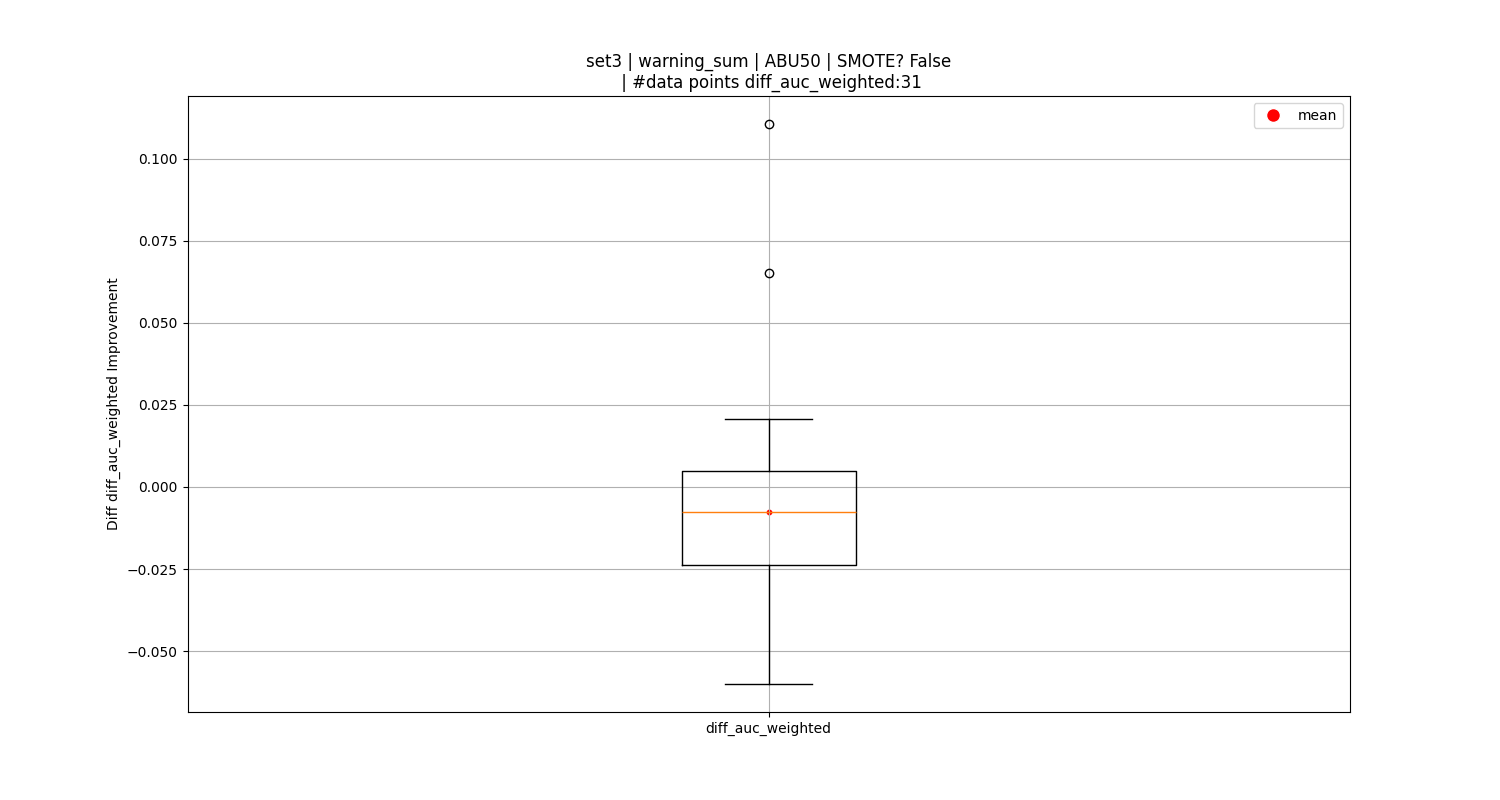 set3 | warning_sum | ABU50 | SMOTE? False
| #data points diff_auc_weighted:31
mean
0.100
0.075
0.050
0.025
0.000
−0.025
−0.050
Diff diff_auc_weighted Improvement
diff_auc_weighted